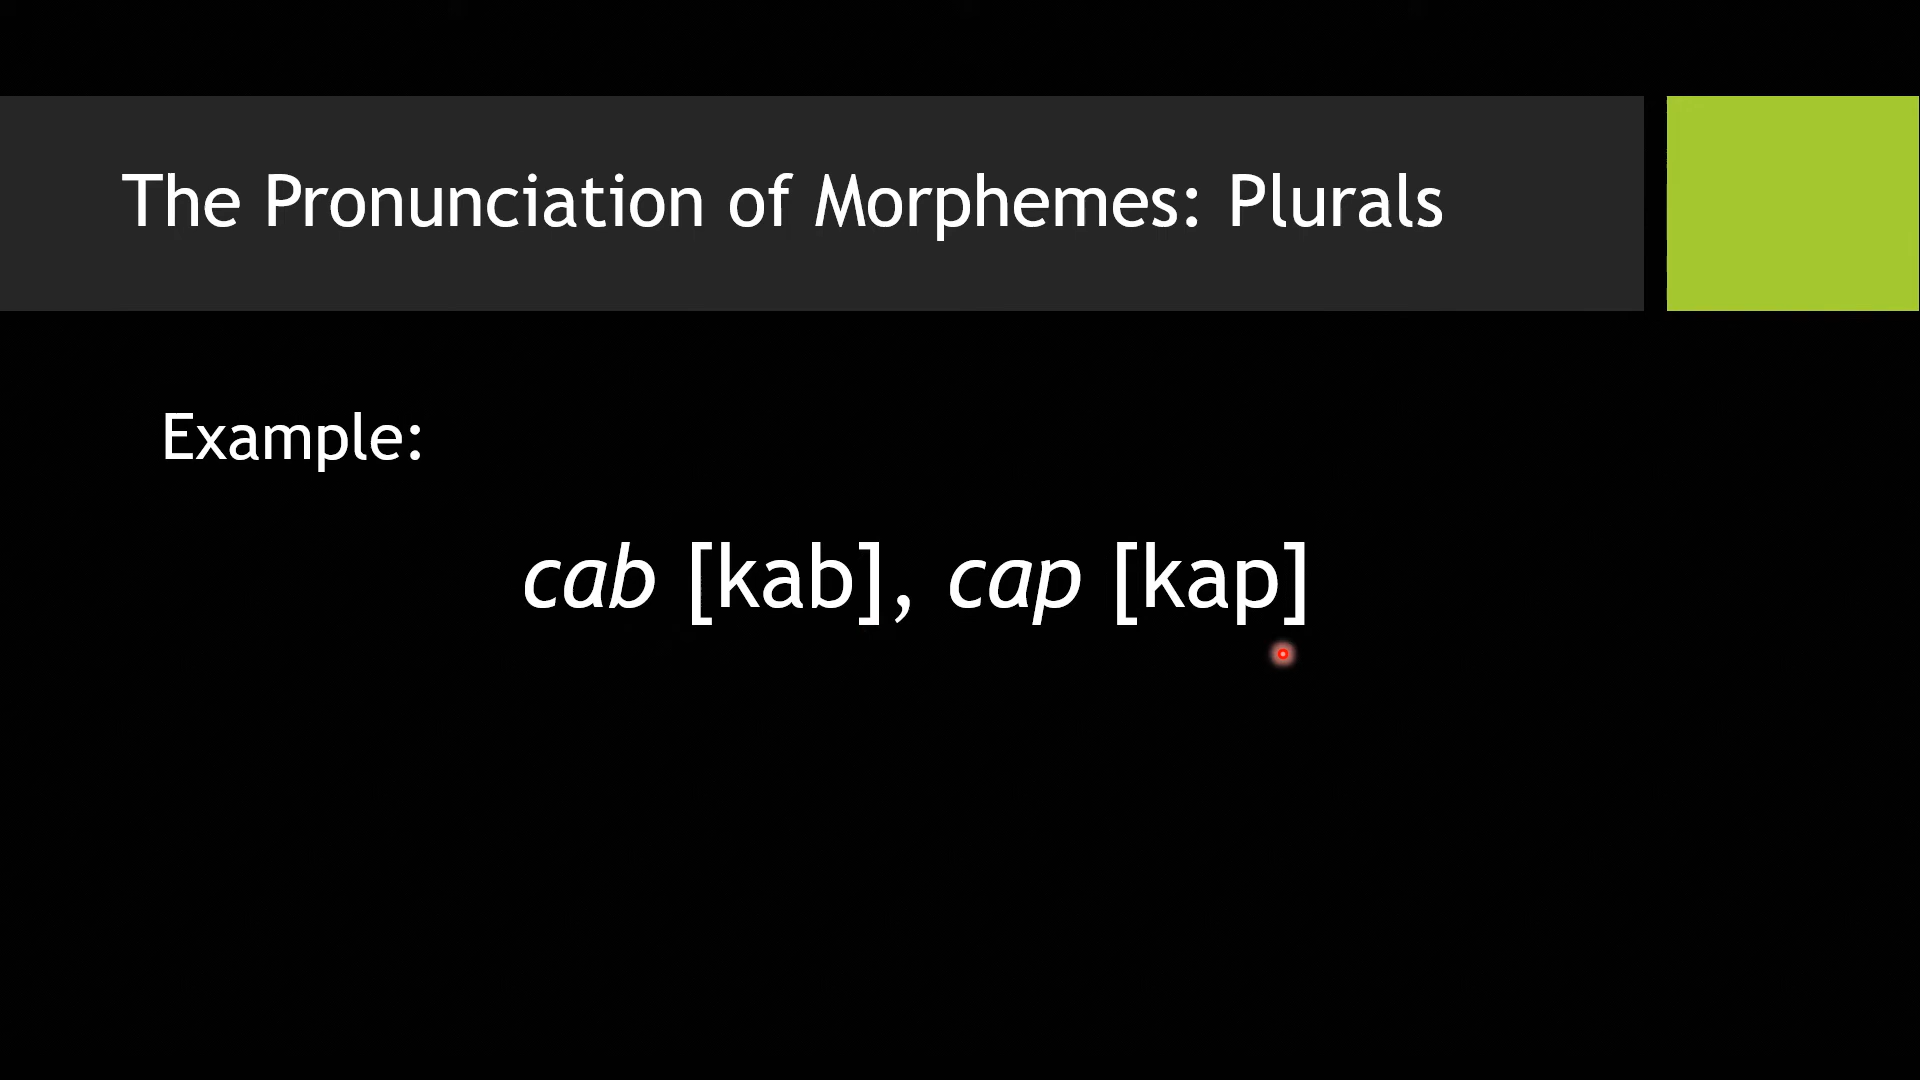 The Pronunciation of Morphemes: Plurals
Example:
cab [kab], cap [kap]